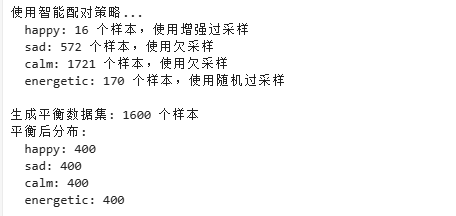 使用智能配对策略...
  happy: 16 个样本，使用增强过采样
  sad: 572 个样本，使用欠采样
  calm: 1721 个样本，使用欠采样
  energetic: 170 个样本，使用随机过采样

生成平衡数据集: 1600 个样本
平衡后分布:
  happy: 400
  sad: 400
  calm: 400
  energetic: 400